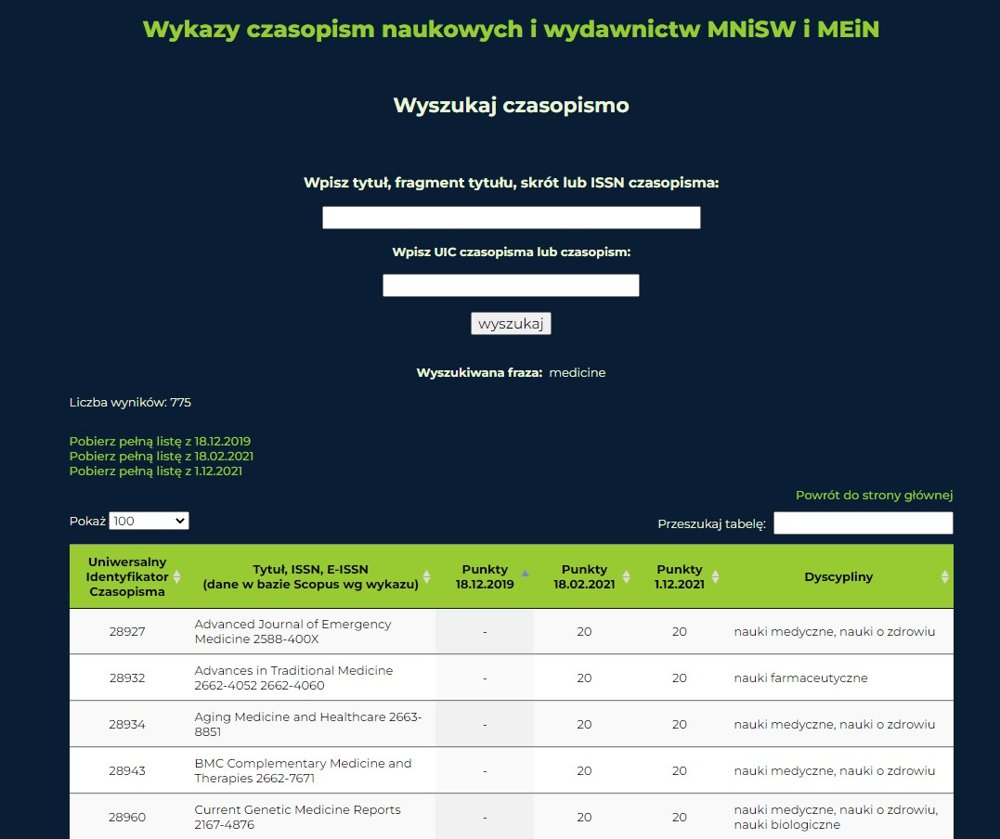 Wykazy czasopism naukowych i wydawnictw MNiSW i MEiN
Wyszukaj czasopismo
Wpisz tytuł, fragment tytułu, skrót lub ISSN czasopisma:
Wpisz UIC czasopisma lub czasopism:
wyszukaj
Wyszukiwana fraza: medicine
Liczba wyników: 775
Pobierz pełną listę z 18.12.2019
Pobierz pełną listę z 18.02.2021
Pobierz pełną listę z 1.12.2021
Powrót do strony głównej
Pokaż 100
Przeszukaj tabelę:
Uniwersalny
Identyfikator
Czasopisma
Tytuł, ISSN, E-ISSN
(dane w bazie Scopus wg wykazu)
Punkty
18.12.2019
Punkty
18.02.2021
Punkty
1.12.2021
Dyscypliny
28927
Advanced Journal of Emergency
Medicine 2588-400X
-
20
20
nauki medyczne, nauki o zdrowiu
28932
Advances in Traditional Medicine
2662-4052 2662-4060
-
20
20
nauki farmaceutyczne
28934
Aging Medicine and Healthcare 2663-
8851
-
20
20
nauki medyczne, nauki o zdrowiu
28943
BMC Complementary Medicine and
Therapies 2662-7671
-
20
20
nauki medyczne, nauki o zdrowiu
28960
Current Genetic Medicine Reports
2167-4876
-
20
20
nauki medyczne, nauki o zdrowiu,
nauki biologiczne